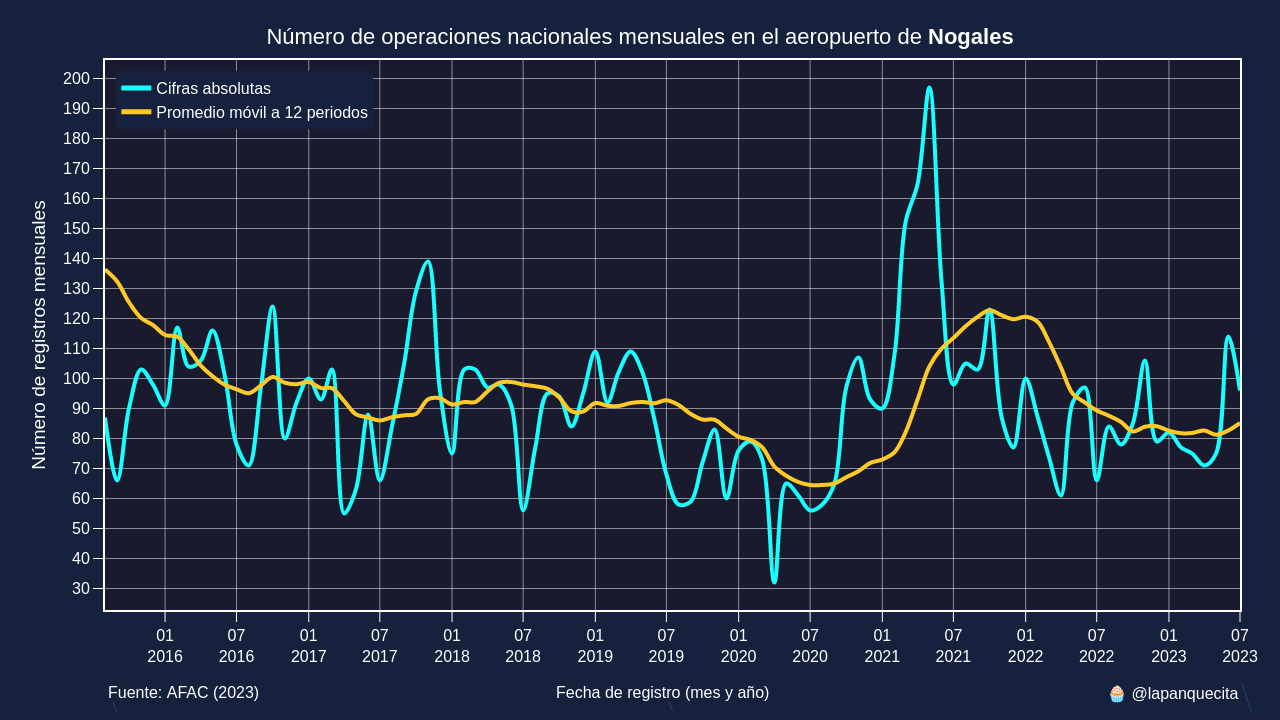 Número de operaciones nacionales mensuales en el aeropuerto de Nogales
Cifras absolutas
Promedio móvil a 12 periodos
Número de registros mensuales
200
190
180
170
160
150
140
130
120
110
100
90
80
70
60
50
40
30
01 07 01 07 01 07 01 07 01 07 01 07 01 07 01 07
2016 2016 2017 2017 2018 2018 2019 2019 2020 2020 2021 2021 2022 2022 2023 2023
Fuente: AFAC (2023) Fecha de registro (mes y año) 🧁 @lapanquecita